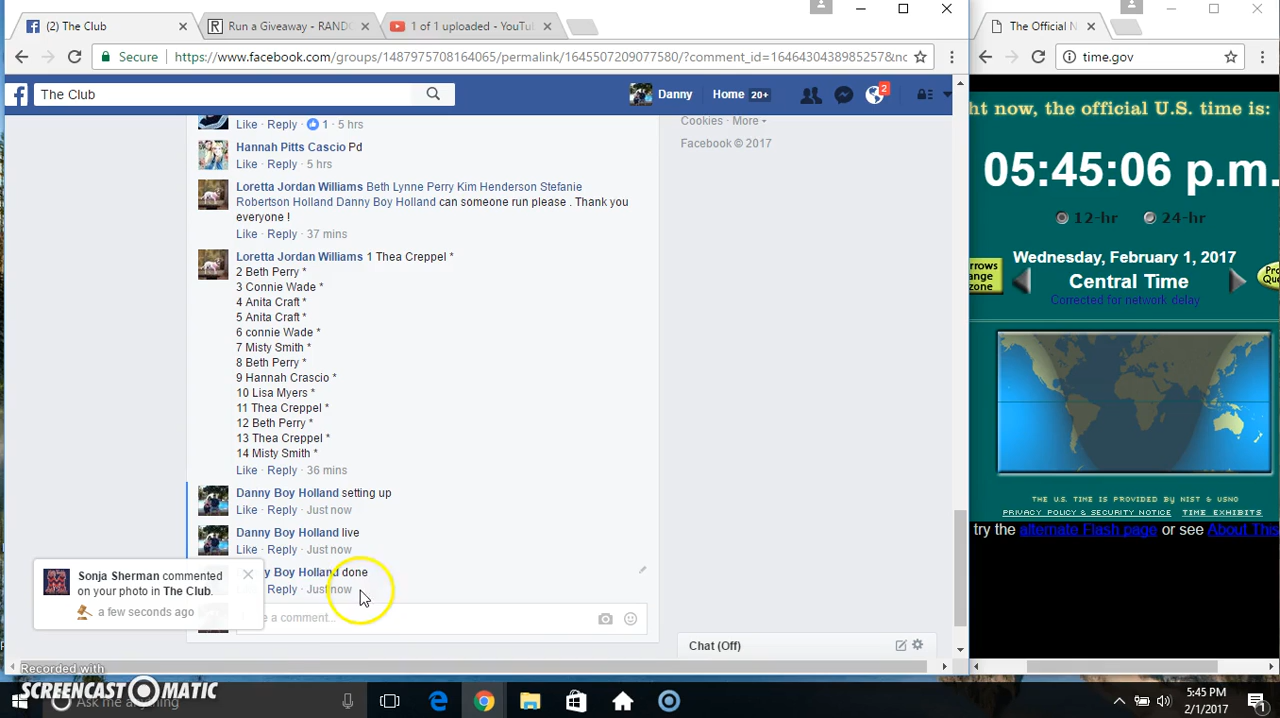 (2) The Club
Run a Giveaway - RAND
1 of 1 uploaded - YouTu
The Official N
Secure
https://www.facebook.com/groups/1487975708164065/permalink/1645507209077580/?comment_id=1646430438985257&nc
time.gov
The Club
Danny
Home 20+
2
Like · Reply · 1 · 5 hrs
Hannah Pitts Cascio Pd
Like · Reply · 5 hrs
Loretta Jordan Williams Beth Lynne Perry Kim Henderson Stefanie
Robertson Holland Danny Boy Holland can someone run please . Thank you
everyone !
Like · Reply · 37 mins
Loretta Jordan Williams 1 Thea Creppel *
2 Beth Perry *
3 Connie Wade *
4 Anita Craft *
5 Anita Craft *
6 connie Wade *
7 Misty Smith *
8 Beth Perry *
9 Hannah Crascio *
10 Lisa Myers *
11 Thea Creppel *
12 Beth Perry *
13 Thea Creppel *
14 Misty Smith *
Like · Reply · 36 mins
Danny Boy Holland setting up
Like · Reply · Just now
Danny Boy Holland live
Like · Reply · Just now
y Boy Holland done
Reply · Just now
a comment...
Sonja Sherman commented
on your photo in The Club.
a few seconds ago
Cookies · More
Facebook © 2017
Chat (Off)
ht now, the official U.S. time is:
05:45:06 p.m.
12-hr
24-hr
Wednesday, February 1, 2017
Central Time
Corrected for network delay
rrows
ange
zone
Pro
Qu
THE U.S. TIME IS PROVIDED BY NIST & USNO
PRIVACY POLICY & SECURITY NOTICE
TIME EXHIBITS
try the alternate Flash page or see About This
Recorded with
SCREENCAST-O-MATIC
Ask me anything
5:45 PM
2/1/2017
1